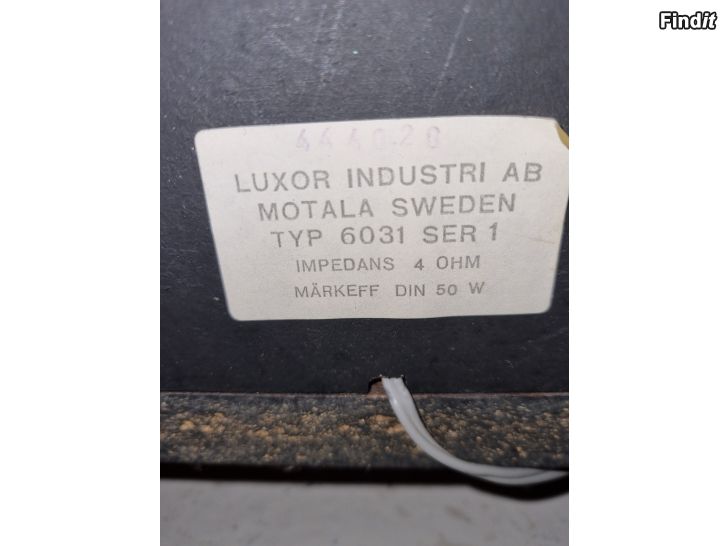 Findit
LUXOR INDUSTRI AB
MOTALA SWEDEN
TYP 6031 SER 1
IMPEDANS 4 OHM
MÄRKEFF DIN 50 W